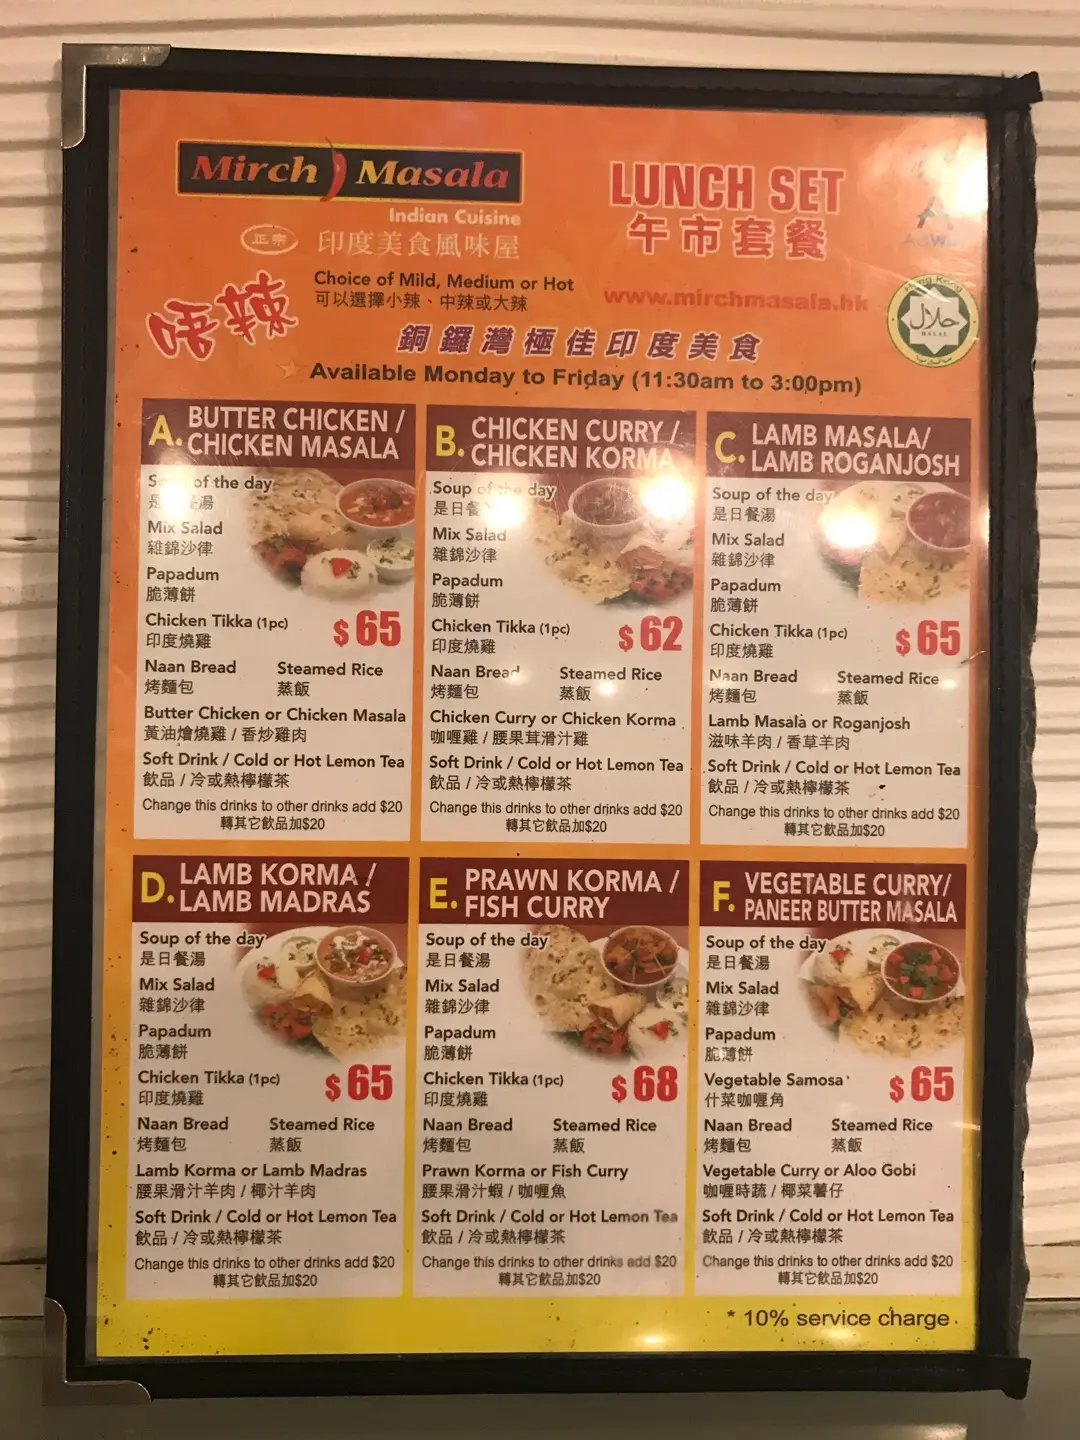 Mirch Masala
Indian Cuisine
正宗 印度美食風味屋
LUNCH SET
午市套餐
唔辣
Choice of Mild, Medium or Hot
可以選擇小辣、中辣或大辣
www.mirchmasala.hk
Hong Kong
حلال
HALAL
銅鑼灣極佳印度美食
Available Monday to Friday (11:30am to 3:00pm)
A. BUTTER CHICKEN /
CHICKEN MASALA
Soup of the day
是日餐湯
Mix Salad
雜錦沙律
Papadum
脆薄餅
Chicken Tikka (1pc)
印度燒雞
$65
Naan Bread Steamed Rice
烤麵包 蒸飯
Butter Chicken or Chicken Masala
黃油燴燒雞 / 香炒雞肉
Soft Drink / Cold or Hot Lemon Tea
飲品 / 冷或熱檸檬茶
Change this drinks to other drinks add $20
轉其它飲品加$20
B. CHICKEN CURRY /
CHICKEN KORMA
Soup of the day
是日餐
Mix Salad
雜錦沙律
Papadum
脆薄餅
Chicken Tikka (1pc)
印度燒雞
$62
Naan Bread Steamed Rice
烤麵包 蒸飯
Chicken Curry or Chicken Korma
咖喱雞 / 腰果茸滑汁雞
Soft Drink / Cold or Hot Lemon Tea
飲品 / 冷或熱檸檬茶
Change this drinks to other drinks add $20
轉其它飲品加$20
C. LAMB MASALA/
LAMB ROGANJOSH
Soup of the day
是日餐湯
Mix Salad
雜錦沙律
Papadum
脆薄餅
Chicken Tikka (1pc)
印度燒雞
$65
Naan Bread Steamed Rice
烤麵包 蒸飯
Lamb Masala or Roganjosh
滋味羊肉 / 香草羊肉
Soft Drink / Cold or Hot Lemon Tea
飲品 / 冷或熱檸檬茶
Change this drinks to other drinks add $20
轉其它飲品加$20
D. LAMB KORMA /
LAMB MADRAS
Soup of the day
是日餐湯
Mix Salad
雜錦沙律
Papadum
脆薄餅
Chicken Tikka (1pc)
印度燒雞
$65
Naan Bread Steamed Rice
烤麵包 蒸飯
Lamb Korma or Lamb Madras
腰果滑汁羊肉 / 椰汁羊肉
Soft Drink / Cold or Hot Lemon Tea
飲品 / 冷或熱檸檬茶
Change this drinks to other drinks add $20
轉其它飲品加$20
E. PRAWN KORMA /
FISH CURRY
Soup of the day
是日餐湯
Mix Salad
雜錦沙律
Papadum
脆薄餅
Chicken Tikka (1pc)
印度燒雞
$68
Naan Bread Steamed Rice
烤麵包 蒸飯
Prawn Korma or Fish Curry
腰果滑汁蝦 / 咖喱魚
Soft Drink / Cold or Hot Lemon Tea
飲品 / 冷或熱檸檬茶
Change this drinks to other drinks add $20
轉其它飲品加$20
F. VEGETABLE CURRY/
PANEER BUTTER MASALA
Soup of the day
是日餐湯
Mix Salad
雜錦沙律
Papadum
脆薄餅
Vegetable Samosa
什菜咖喱角
$65
Naan Bread Steamed Rice
烤麵包 蒸飯
Vegetable Curry or Aloo Gobi
咖喱時蔬 / 椰菜薯仔
Soft Drink / Cold or Hot Lemon Tea
飲品 / 冷或熱檸檬茶
Change this drinks to other drinks add $20
轉其它飲品加$20
* 10% service charge.